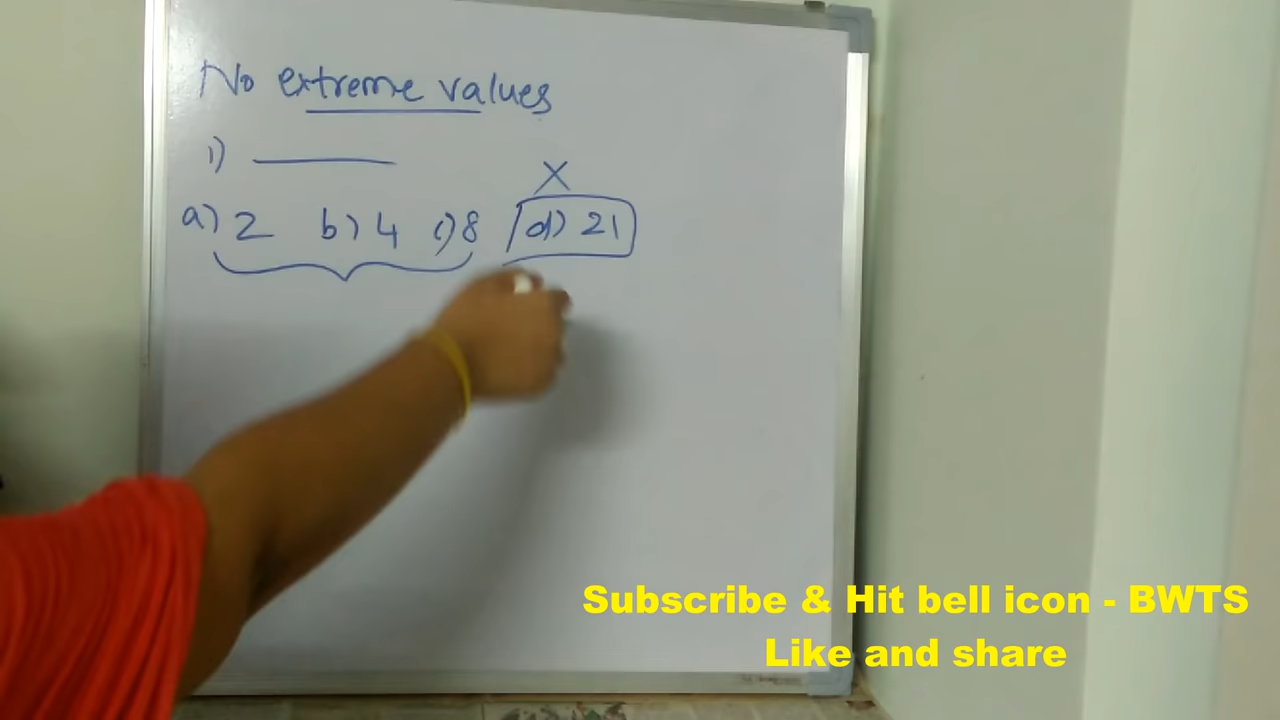 No extreme values
1)
X
a) 2 b) 4 c) 8 d) 21
Subscribe & Hit bell icon - BWTS
Like and share